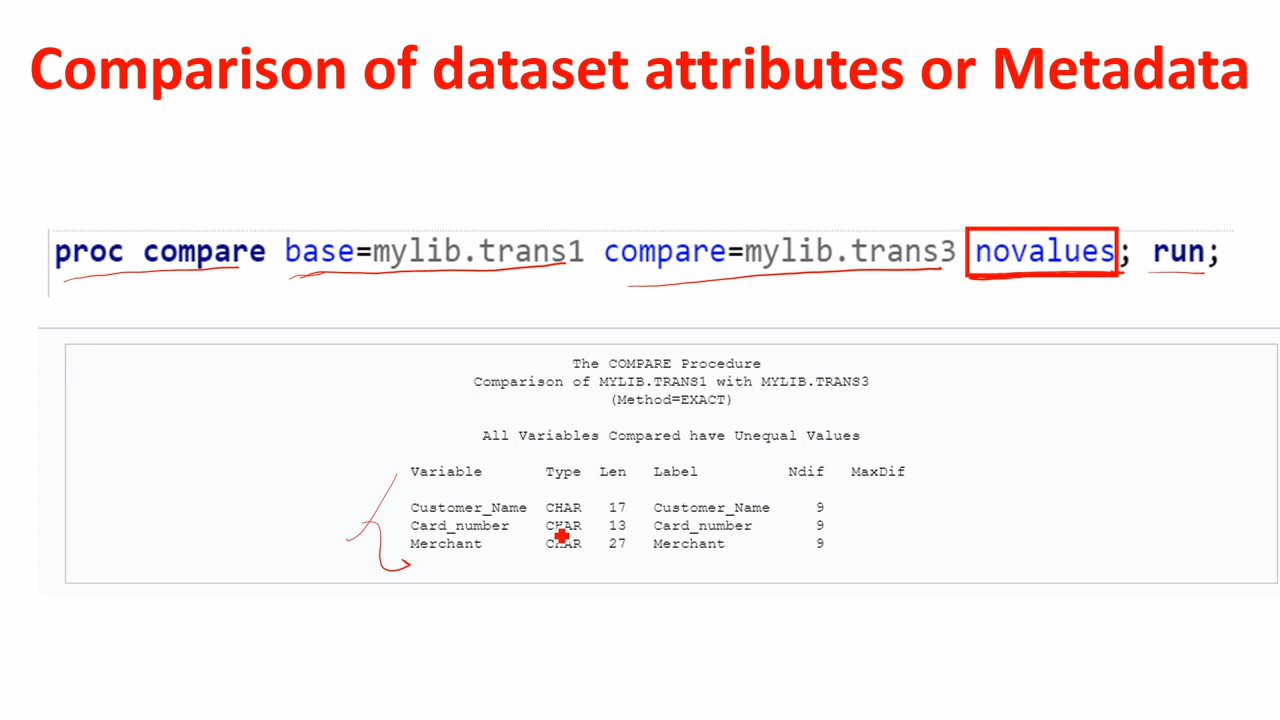 Comparison of dataset attributes or Metadata
proc compare base=mylib.trans1 compare=mylib.trans3 novalues; run;
The COMPARE Procedure
Comparison of MYLIB.TRANS1 with MYLIB.TRANS3
(Method=EXACT)
All Variables Compared have Unequal Values
Variable Type Len Label Ndif MaxDif
Customer_Name CHAR 17 Customer_Name 9
Card_number CHAR 13 Card_number 9
Merchant CHAR 27 Merchant 9